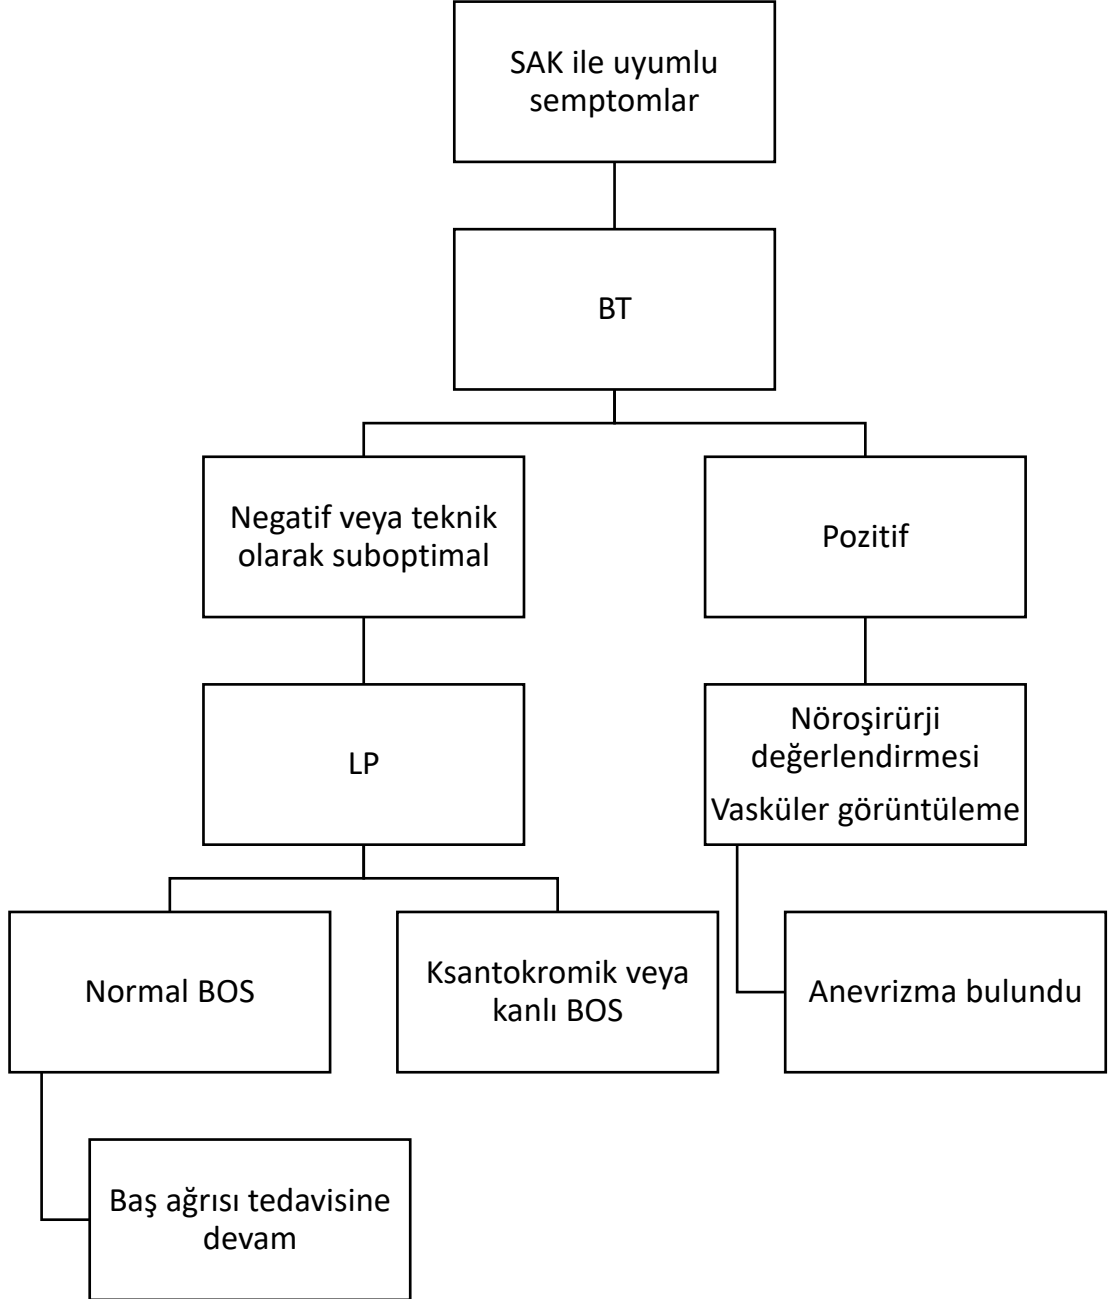 SAK ile uyumlu
semptomlar
BT
Negatif veya teknik
olarak suboptimal
Pozitif
LP
Nöroşirürji
değerlendirmesi
Vasküler görüntüleme
Normal BOS
Ksantokromik veya
kanlı BOS
Anevrizma bulundu
Baş ağrısı tedavisine
devam